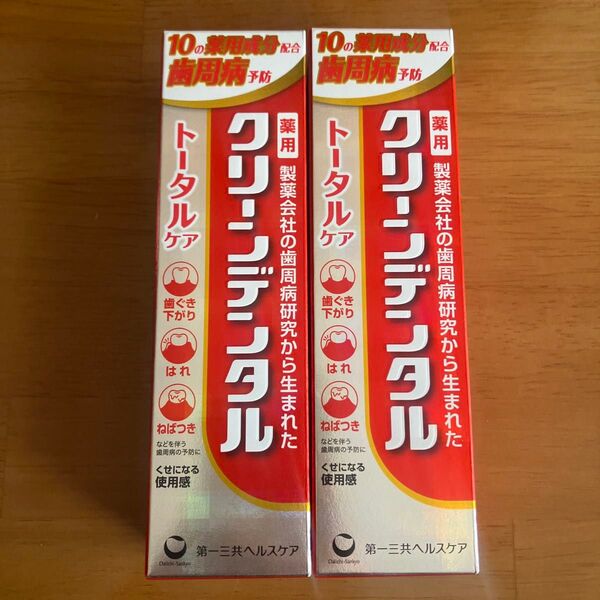 10の薬用成分配合
歯周病予防
薬用
クリーンデンタル
製薬会社の歯周病研究から生まれた
トータルケア
歯ぐき
下がり
はれ
ねばつき
などを伴う
歯周病の予防に
くせになる
使用感
Daiichi-Sankyo
第一三共ヘルスケア
10の薬用成分配合
歯周病予防
薬用
クリーンデンタル
製薬会社の歯周病研究から生まれた
トータルケア
歯ぐき
下がり
はれ
ねばつき
などを伴う
歯周病の予防に
くせになる
使用感
Daiichi-Sankyo
第一三共ヘルスケア